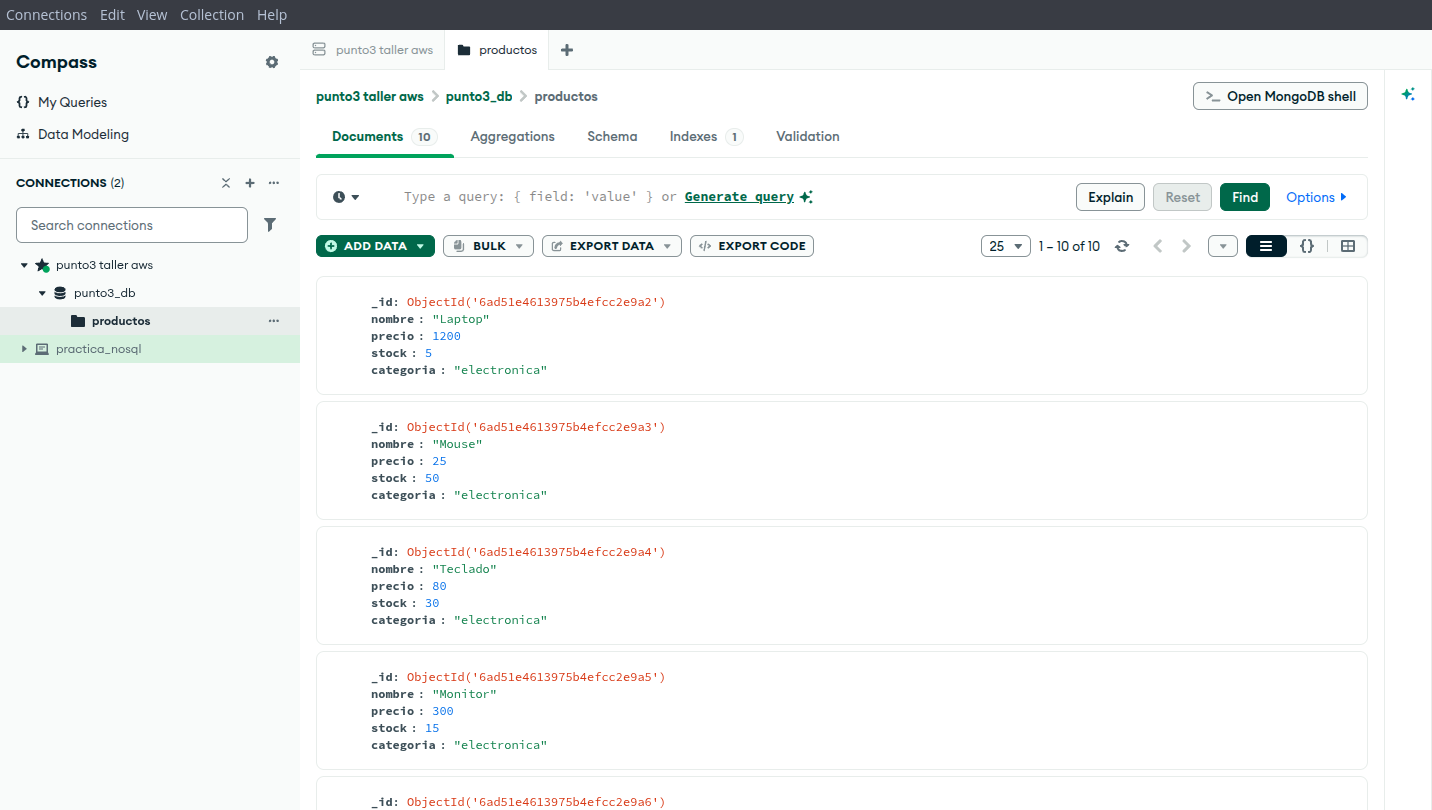 Connections Edit View Collection Help
Compass
My Queries
Data Modeling
CONNECTIONS (2)
Search connections
punto3 taller aws
punto3_db
productos
practica_nosql
punto3 taller aws productos
punto3 taller aws > punto3_db > productos
>_ Open MongoDB shell
Documents 10 Aggregations Schema Indexes 1 Validation
Type a query: { field: 'value' } or Generate query
Explain Reset Find Options
ADD DATA BULK EXPORT DATA EXPORT CODE
25 1 – 10 of 10
_id: ObjectId('6ad51e4613975b4efcc2e9a2')
nombre : "Laptop"
precio : 1200
stock : 5
categoria : "electronica"
_id: ObjectId('6ad51e4613975b4efcc2e9a3')
nombre : "Mouse"
precio : 25
stock : 50
categoria : "electronica"
_id: ObjectId('6ad51e4613975b4efcc2e9a4')
nombre : "Teclado"
precio : 80
stock : 30
categoria : "electronica"
_id: ObjectId('6ad51e4613975b4efcc2e9a5')
nombre : "Monitor"
precio : 300
stock : 15
categoria : "electronica"
_id: ObjectId('6ad51e4613975b4efcc2e9a6')